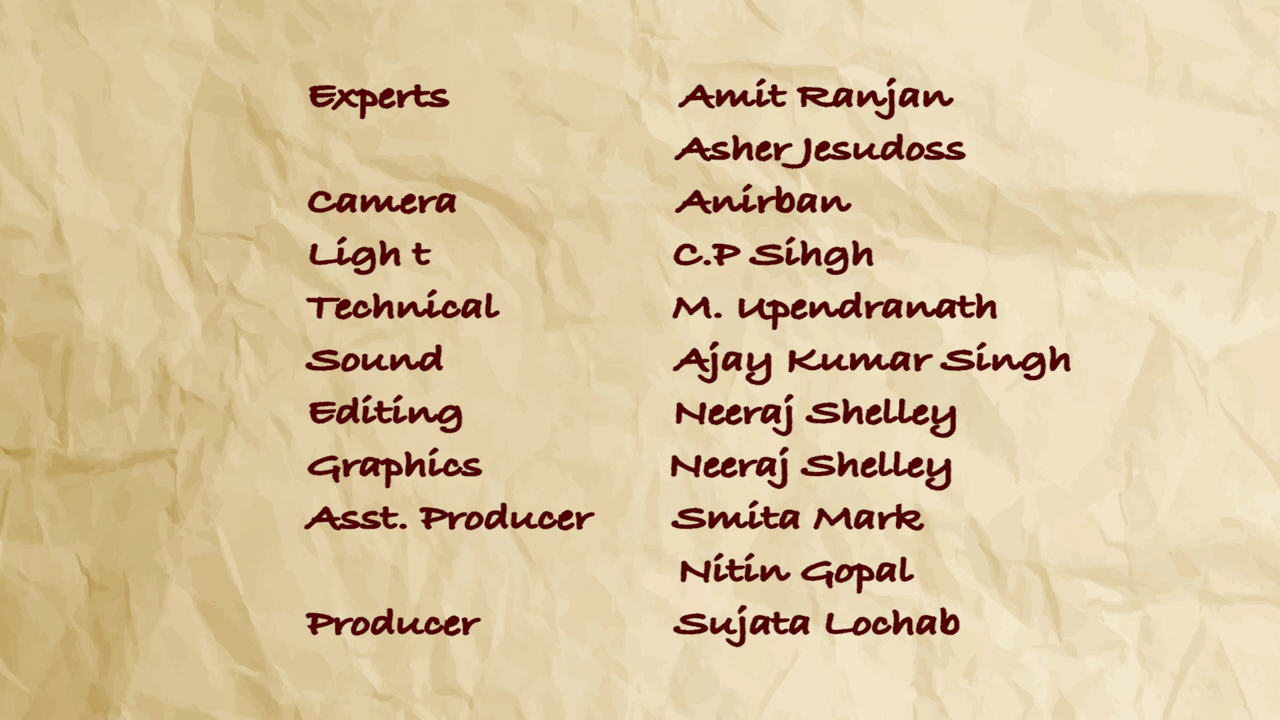 Experts Amit Ranjan
Asher Jesudoss
Camera Anirban
Ligh t C.P Sihgh
Technical M. Upendranath
Sound Ajay Kumar Singh
Editing Neeraj Shelley
Graphics Neeraj Shelley
Asst. Producer Smita Mark
Nitin Gopal
Producer Sujata Lochab